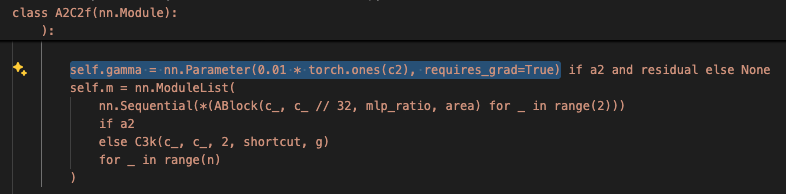 class A2C2f(nn.Module):
):
self.gamma = nn.Parameter(0.01 * torch.ones(c2), requires_grad=True) if a2 and residual else None
self.m = nn.ModuleList(
nn.Sequential(*(ABlock(c_, c_ // 32, mlp_ratio, area) for _ in range(2)))
if a2
else C3k(c_, c_, 2, shortcut, g)
for _ in range(n)
)